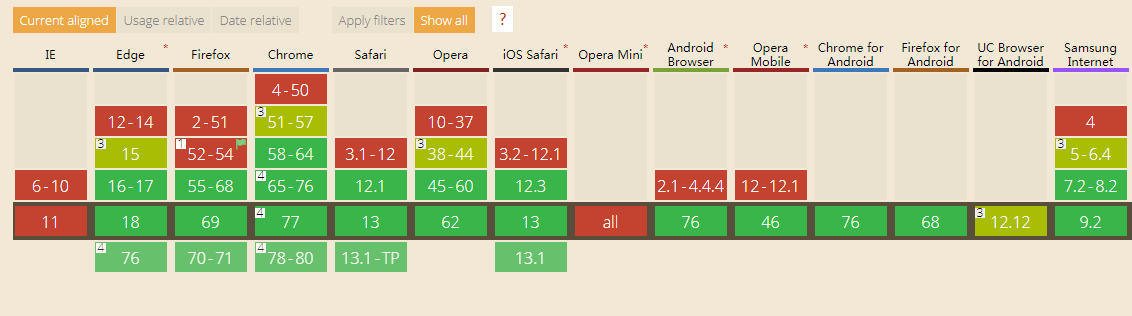 Current aligned Usage relative Date relative Apply filters Show all ?
IE Edge * Firefox Chrome Safari Opera iOS Safari * Opera Mini * Android Browser * Opera Mobile * Chrome for Android Firefox for Android UC Browser for Android Samsung Internet
4-50
12-14 2-51 3 51-57 10-37 4
3 15 1 52-54 58-64 3.1-12 3 38-44 3.2-12.1 3 5-6.4
6-10 16-17 55-68 4 65-76 12.1 45-60 12.3 2.1-4.4.4 12-12.1 7.2-8.2
11 18 69 4 77 13 62 13 all 76 46 76 68 3 12.12 9.2
4 76 70-71 4 78-80 13.1-TP 13.1